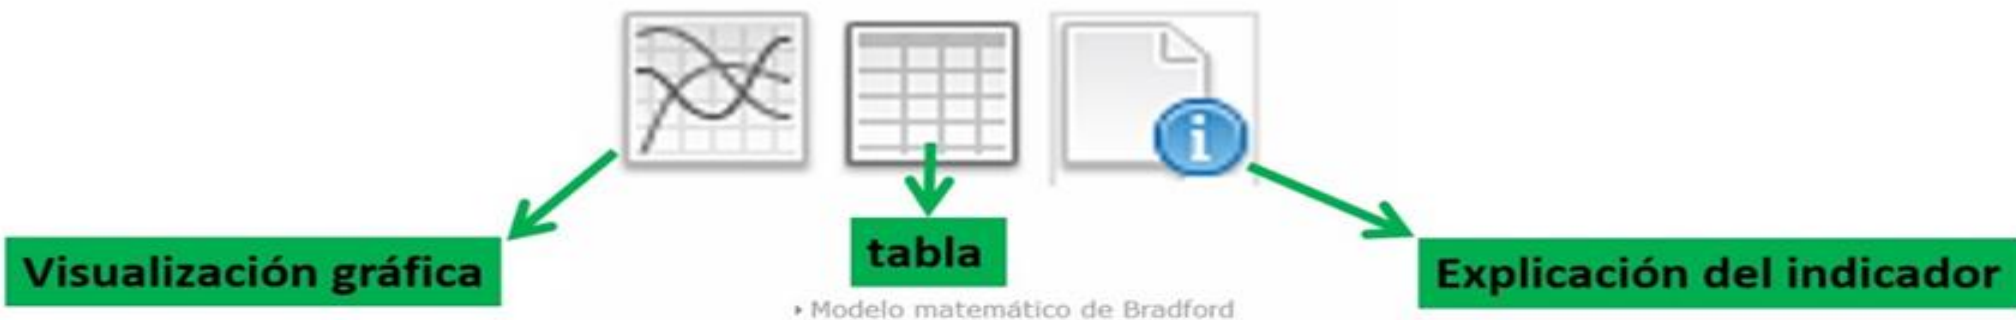 Visualización gráfica
tabla
Explicación del indicador
Modelo matemático de Bradford